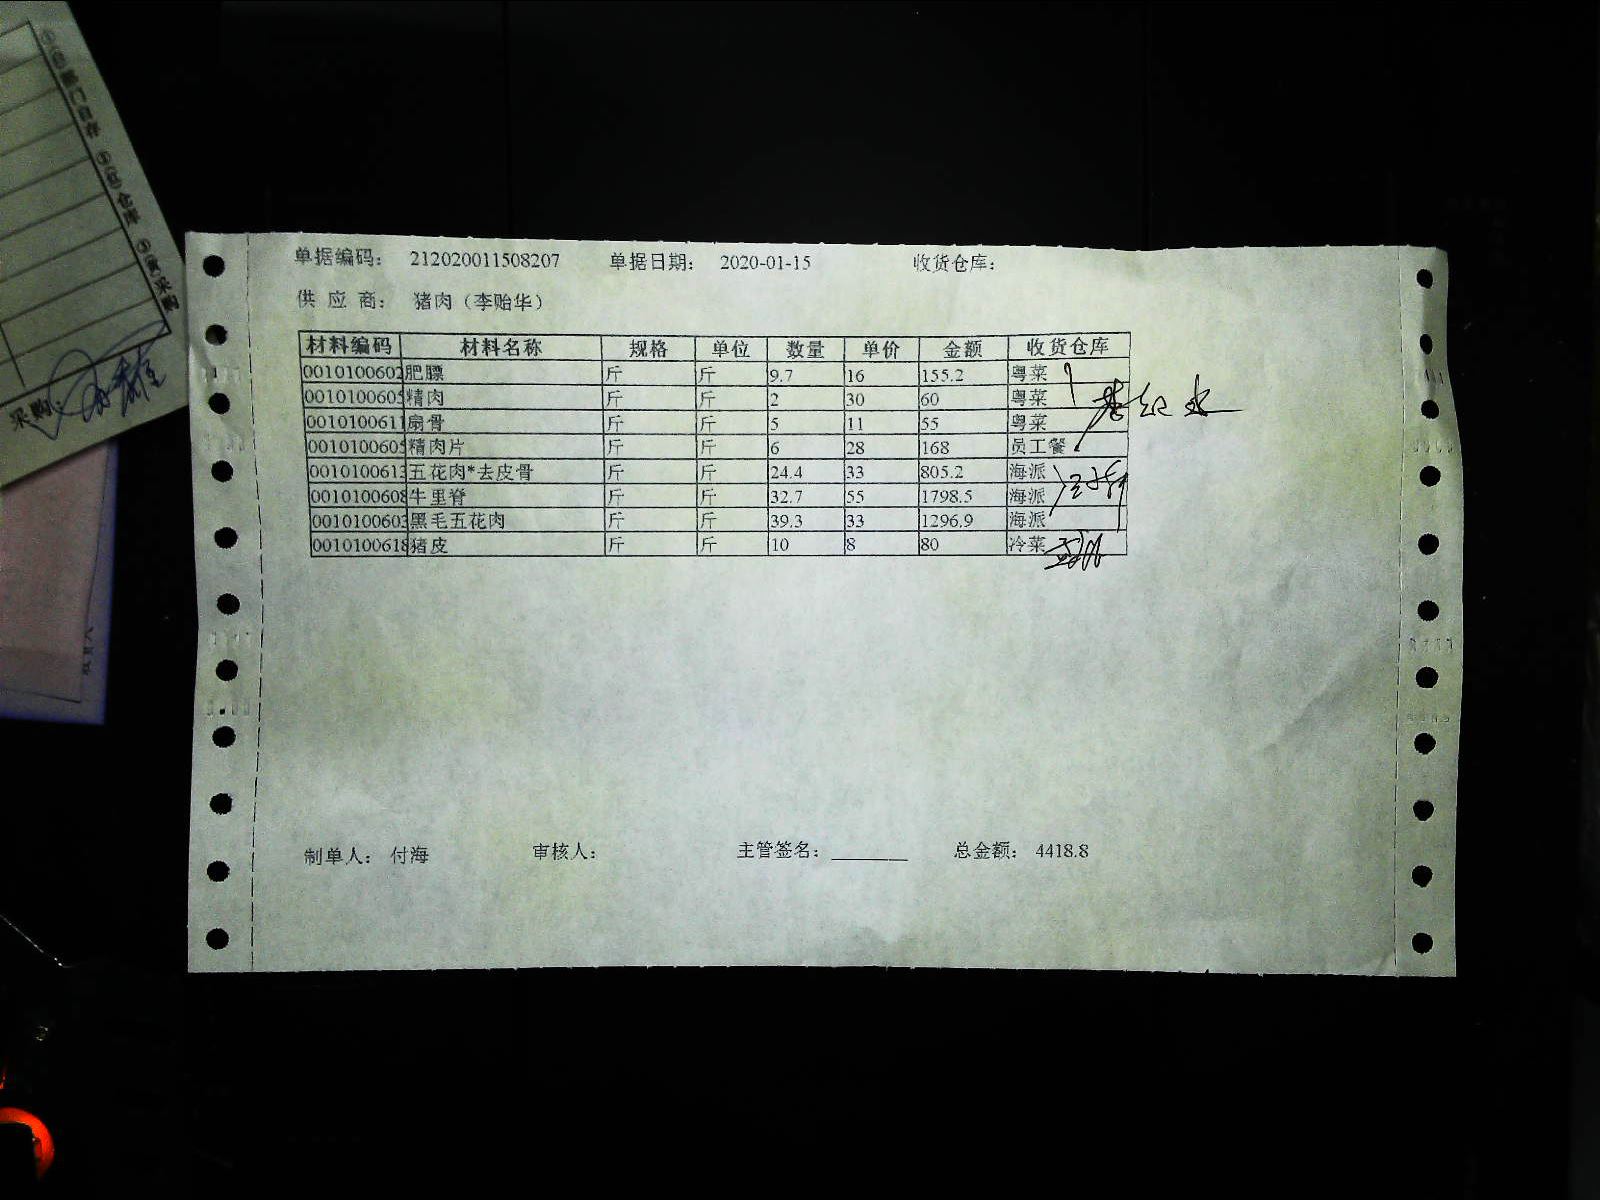 单据编码： 212020011508207 单据日期： 2020-01-15 收货仓库：
供 应 商： 猪肉（李贻华）
材料编码 材料名称 规格 单位 数量 单价 金额 收货仓库
0010100602 肥膘 斤 斤 9.7 16 155.2 粤菜
0010100605 精肉 斤 斤 2 30 60 粤菜
0010100611 扇骨 斤 斤 5 11 55 粤菜
0010100605 精肉片 斤 斤 6 28 168 员工餐
0010100613 五花肉*去皮骨 斤 斤 24.4 33 805.2 海派
0010100608 牛里脊 斤 斤 32.7 55 1798.5 海派
0010100603 黑毛五花肉 斤 斤 39.3 33 1296.9 海派
0010100618 猪皮 斤 斤 10 8 80 冷菜
制单人： 付海 审核人： 主管签名： 总金额： 4418.8
采购：